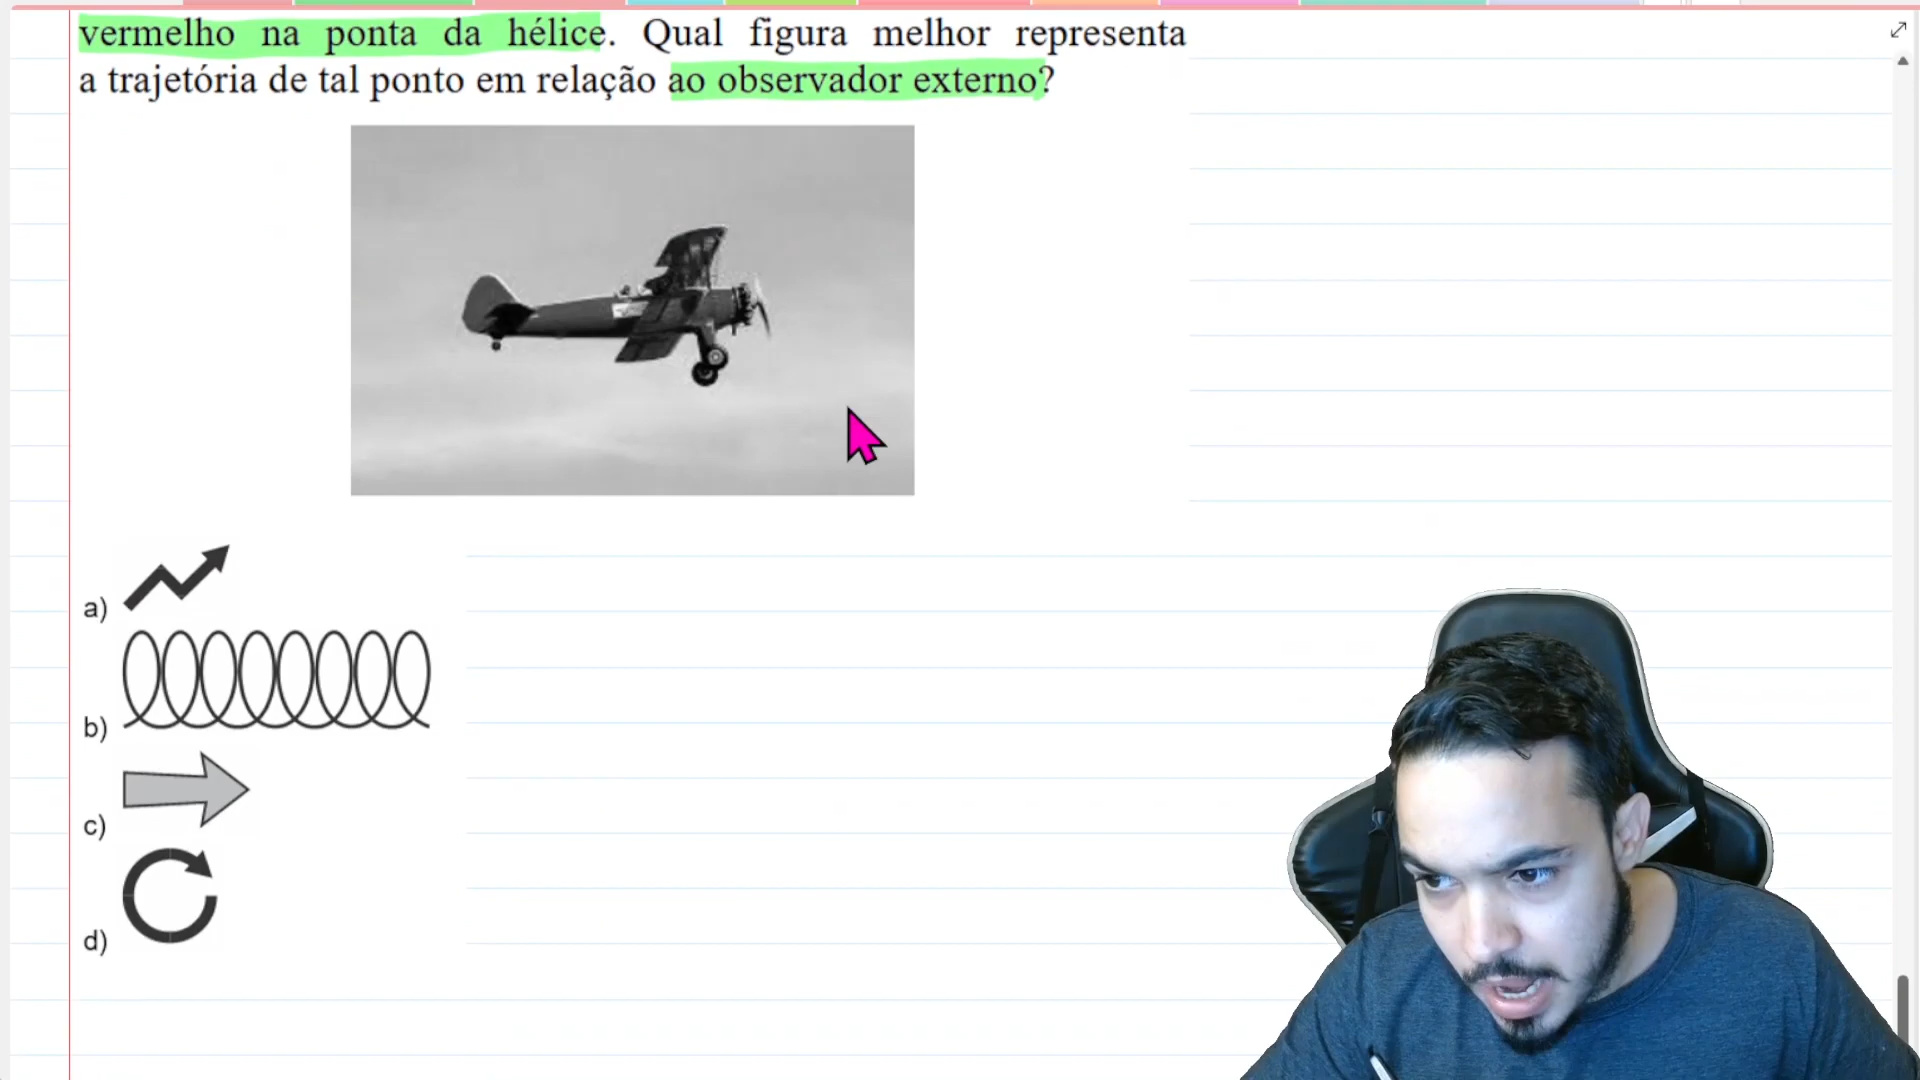 vermelho na ponta da hélice. Qual figura melhor representa
a trajetória de tal ponto em relação ao observador externo?
a)
b)
c)
d)